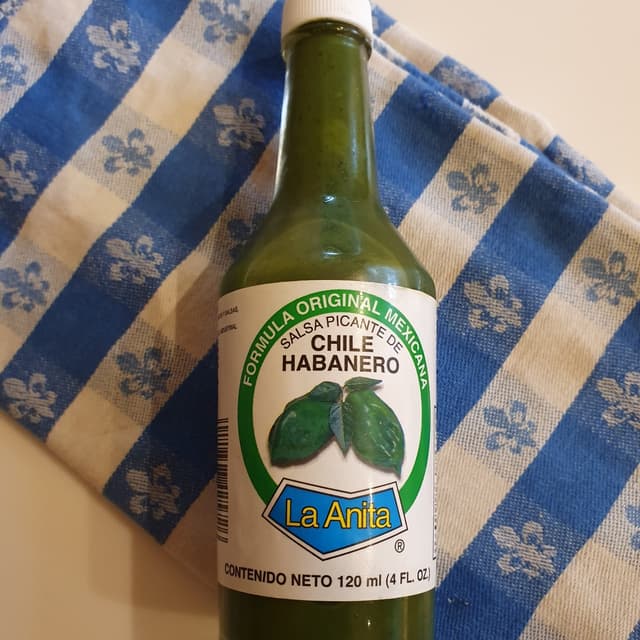 FORMULA ORIGINAL MEXICANA
SALSA PICANTE DE
CHILE
HABANERO
La Anita
®
CONTENIDO NETO 120 ml (4 FL. OZ.)